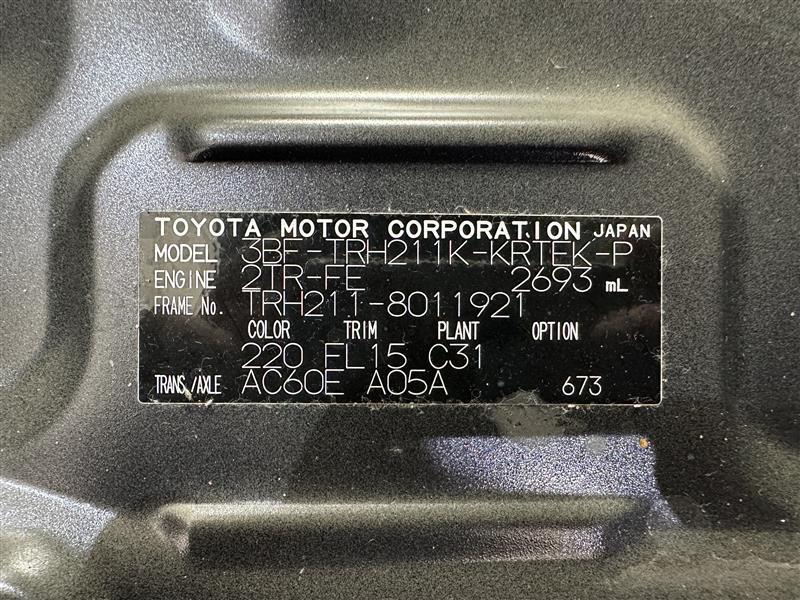 TOYOTA MOTOR CORPORATION JAPAN
MODEL 3BF-TRH211K-KRTEK-P
ENGINE 2TR-FE 2693 mL
FRAME No. TRH211-8011921
COLOR TRIM PLANT OPTION
220 FL15 C31
TRANS./AXLE AC60E A05A 673